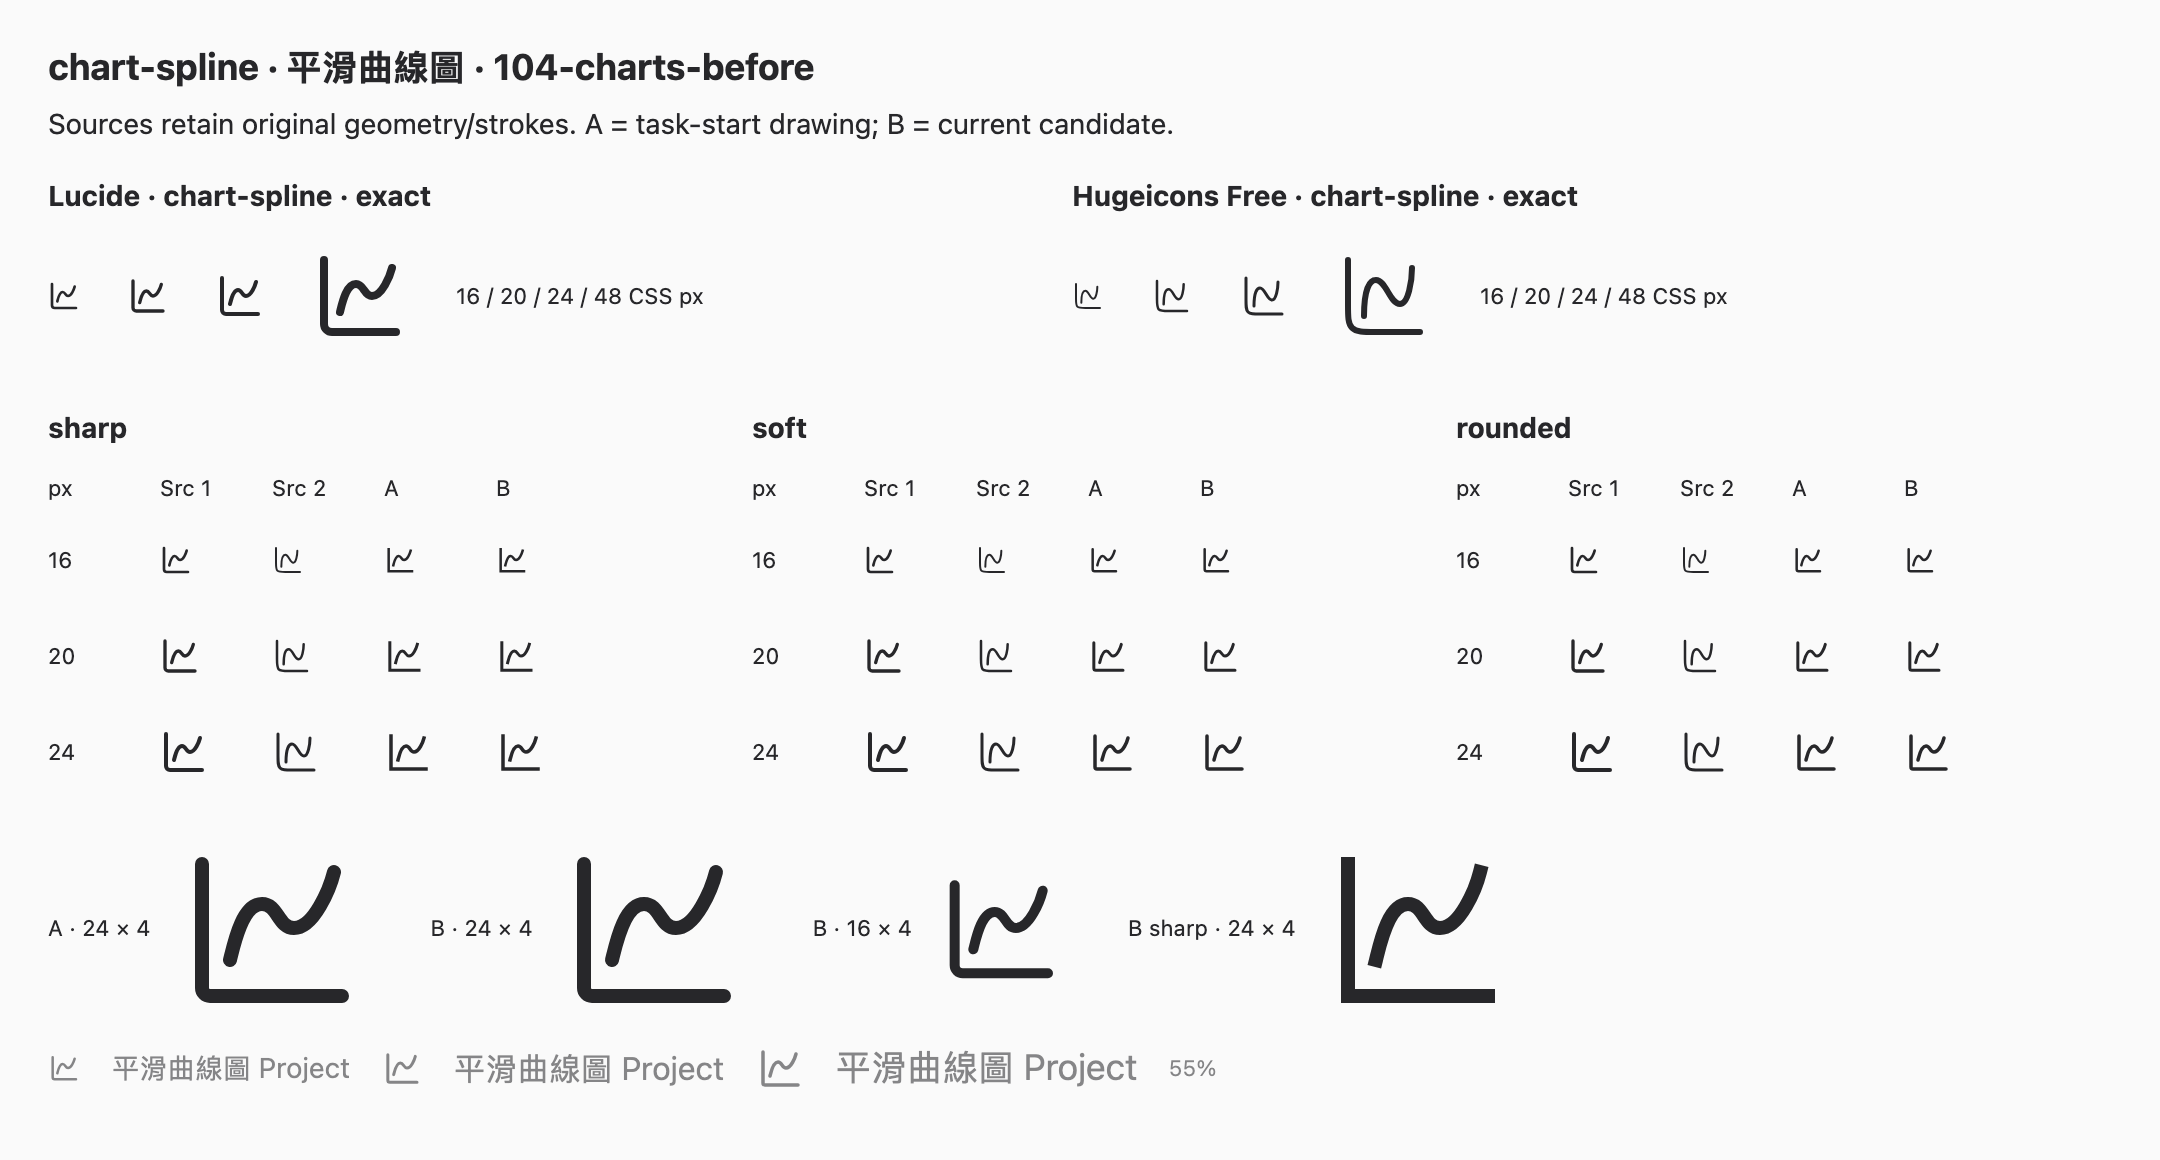 chart-spline · 平滑曲線圖 · 104-charts-before
Sources retain original geometry/strokes. A = task-start drawing; B = current candidate.
Lucide · chart-spline · exact
16 / 20 / 24 / 48 CSS px
Hugeicons Free · chart-spline · exact
16 / 20 / 24 / 48 CSS px
sharp
px Src 1 Src 2 A B
16
20
24
soft
px Src 1 Src 2 A B
16
20
24
rounded
px Src 1 Src 2 A B
16
20
24
A · 24 × 4
B · 24 × 4
B · 16 × 4
B sharp · 24 × 4
平滑曲線圖 Project
平滑曲線圖 Project
平滑曲線圖 Project
55%